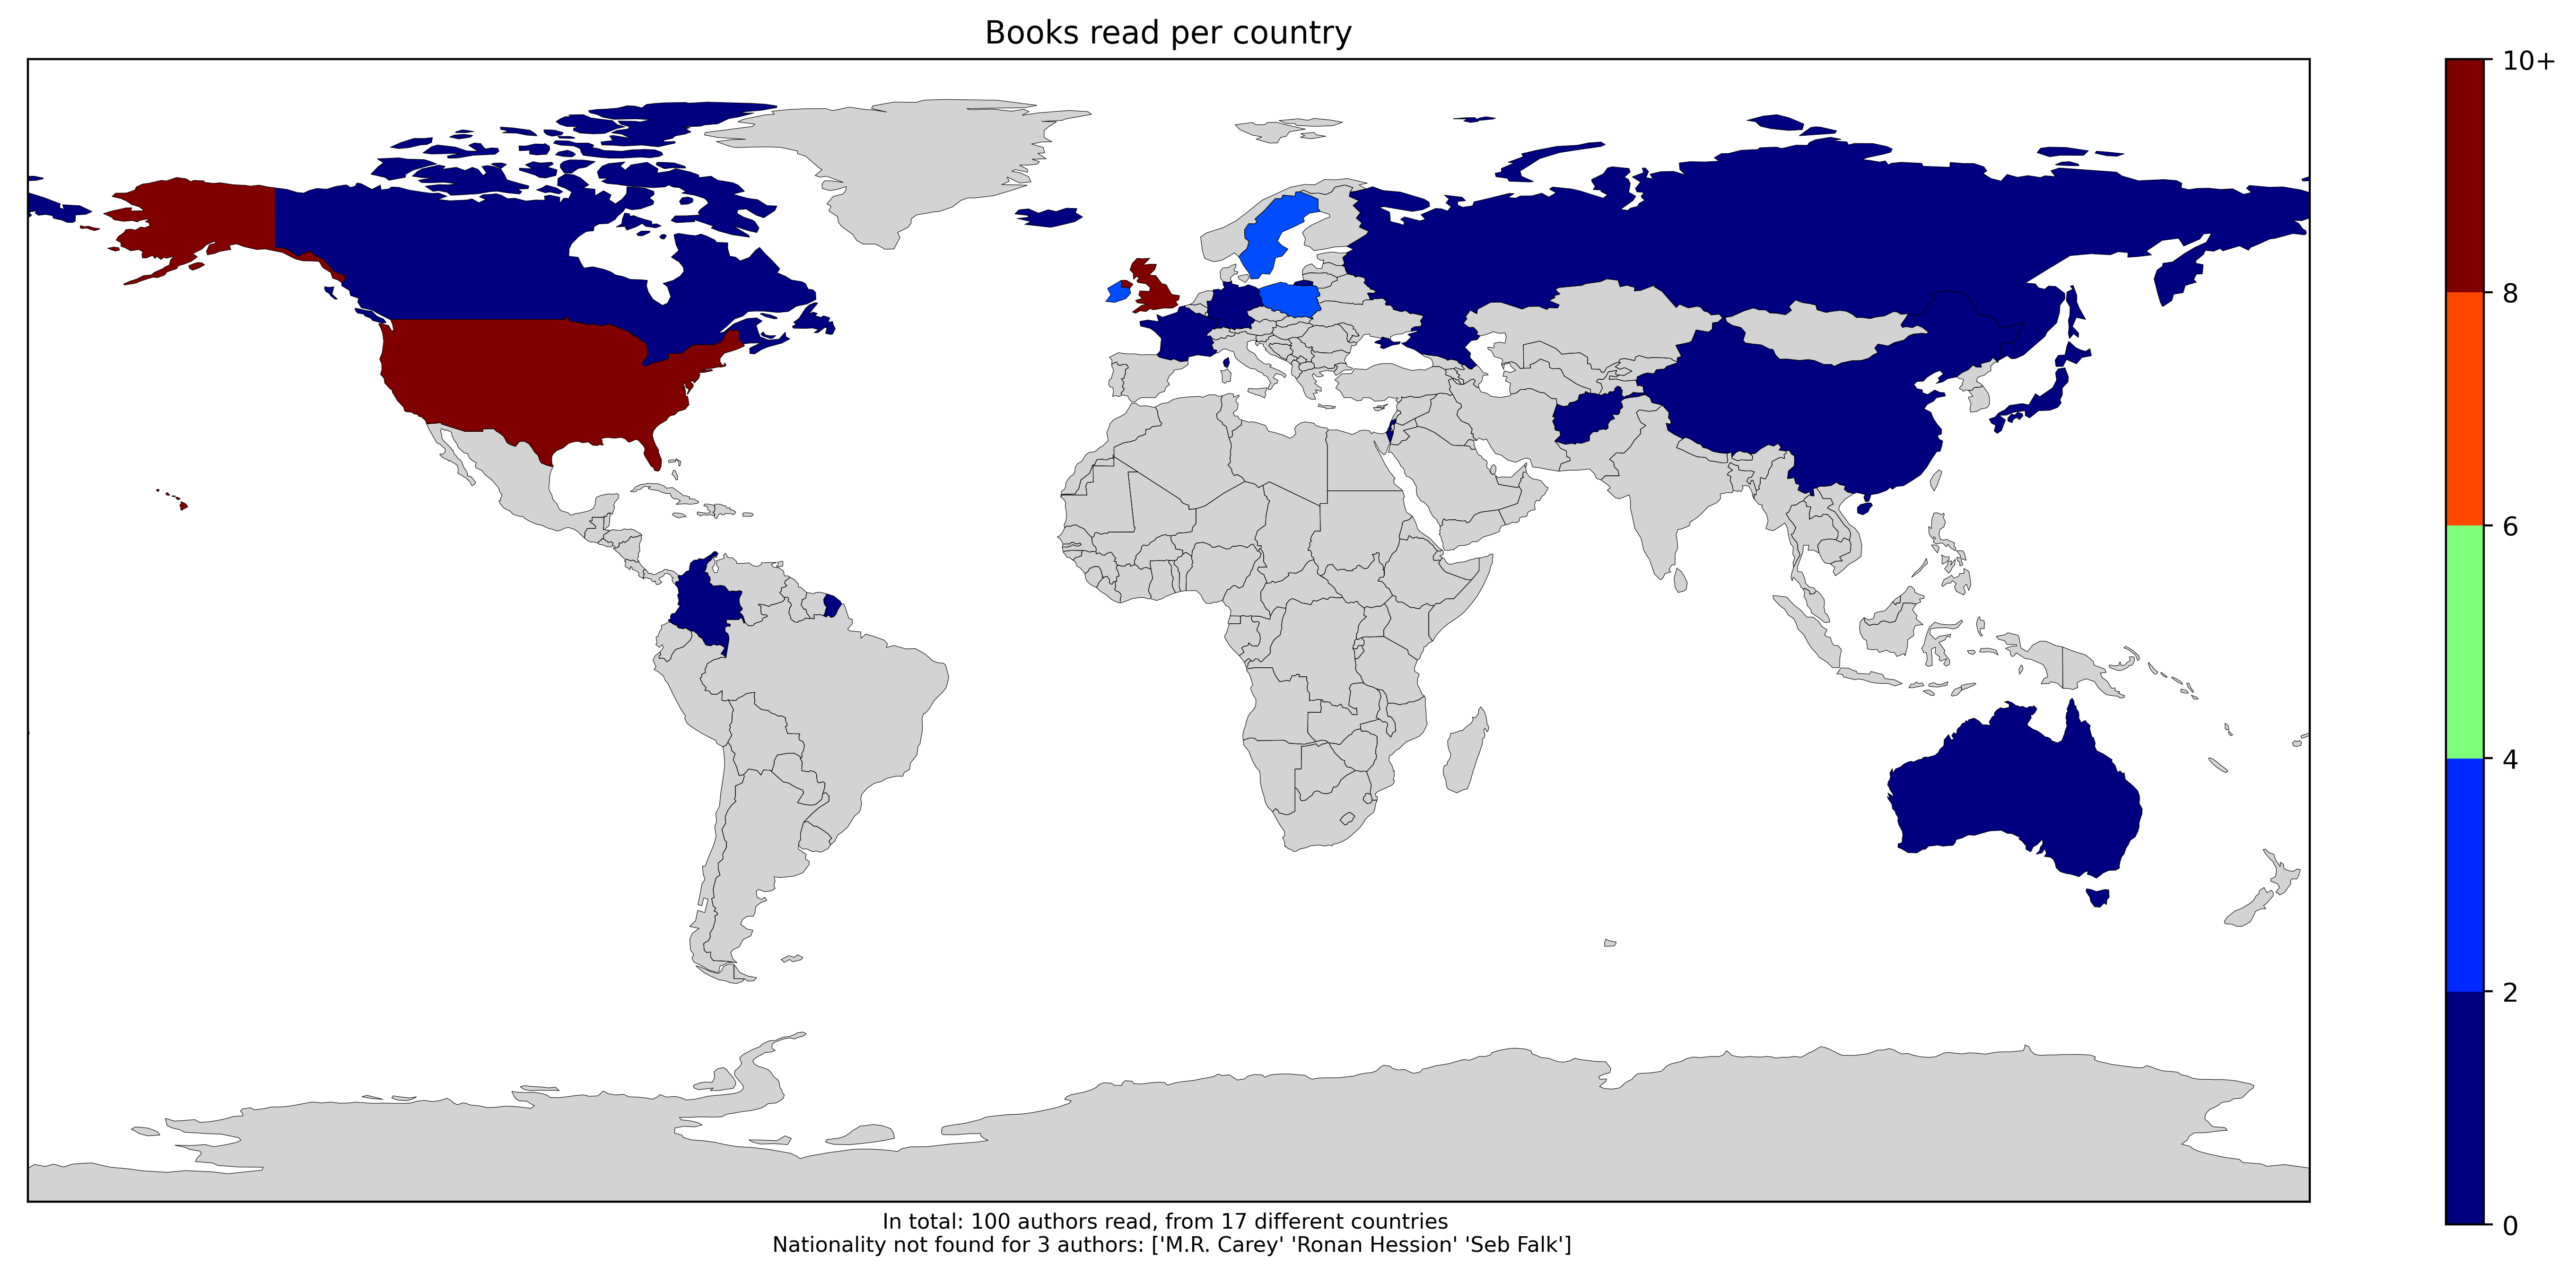 Books read per country
10+
8
6
4
2
0
In total: 100 authors read, from 17 different countries
Nationality not found for 3 authors: ['M.R. Carey' 'Ronan Hession' 'Seb Falk']